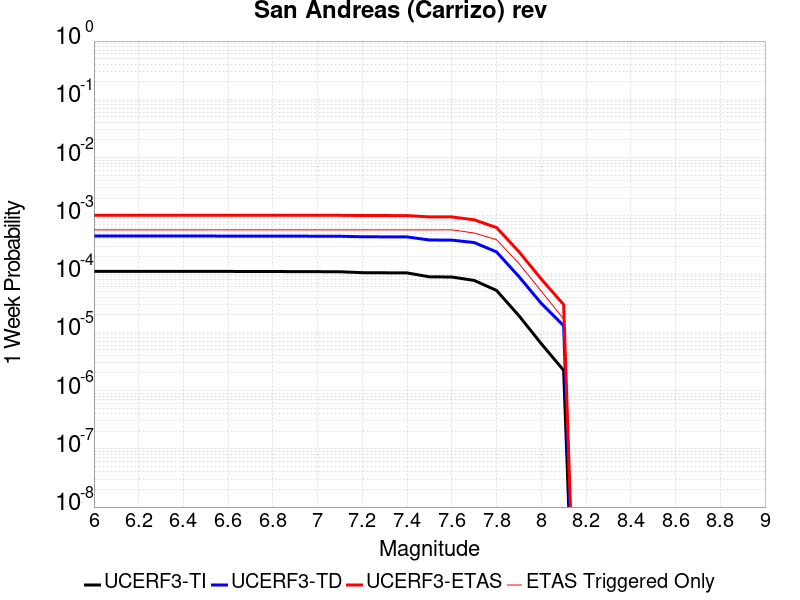 San Andreas (Carrizo) rev
10^0
10^-1
10^-2
10^-3
10^-4
10^-5
10^-6
10^-7
10^-8
1 Week Probability
6 6.2 6.4 6.6 6.8 7 7.2 7.4 7.6 7.8 8 8.2 8.4 8.6 8.8 9
Magnitude
UCERF3-TI UCERF3-TD UCERF3-ETAS ETAS Triggered Only